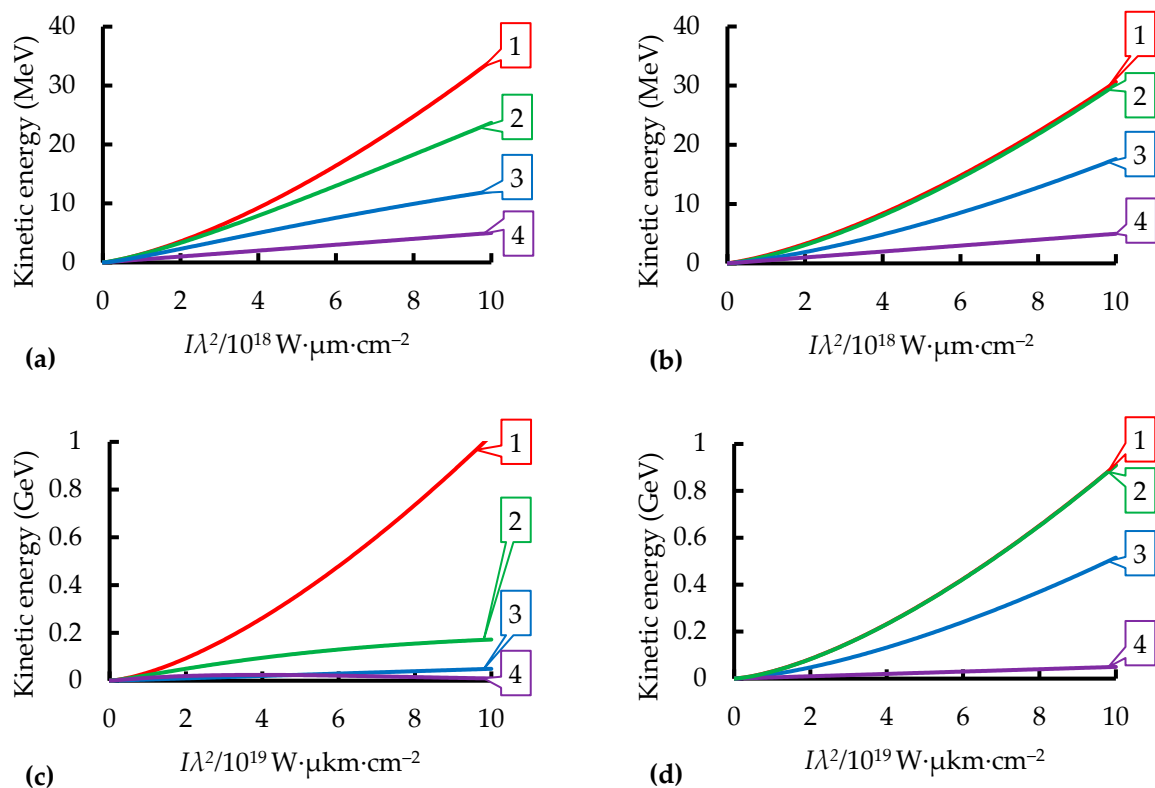 Kinetic energy (MeV)
40
30
20
10
0
0 2 4 6 8 10
1
2
3
4
Iλ²/10¹⁸ W·µm·cm⁻²
(a)
Kinetic energy (MeV)
40
30
20
10
0
0 2 4 6 8 10
1
2
3
4
Iλ²/10¹⁸ W·µm·cm⁻²
(b)
Kinetic energy (GeV)
1
0.8
0.6
0.4
0.2
0
0 2 4 6 8 10
1
2
3
4
Iλ²/10¹⁹ W·µkm·cm⁻²
(c)
Kinetic energy (GeV)
1
0.8
0.6
0.4
0.2
0
0 2 4 6 8 10
1
2
3
4
Iλ²/10¹⁹ W·µkm·cm⁻²
(d)